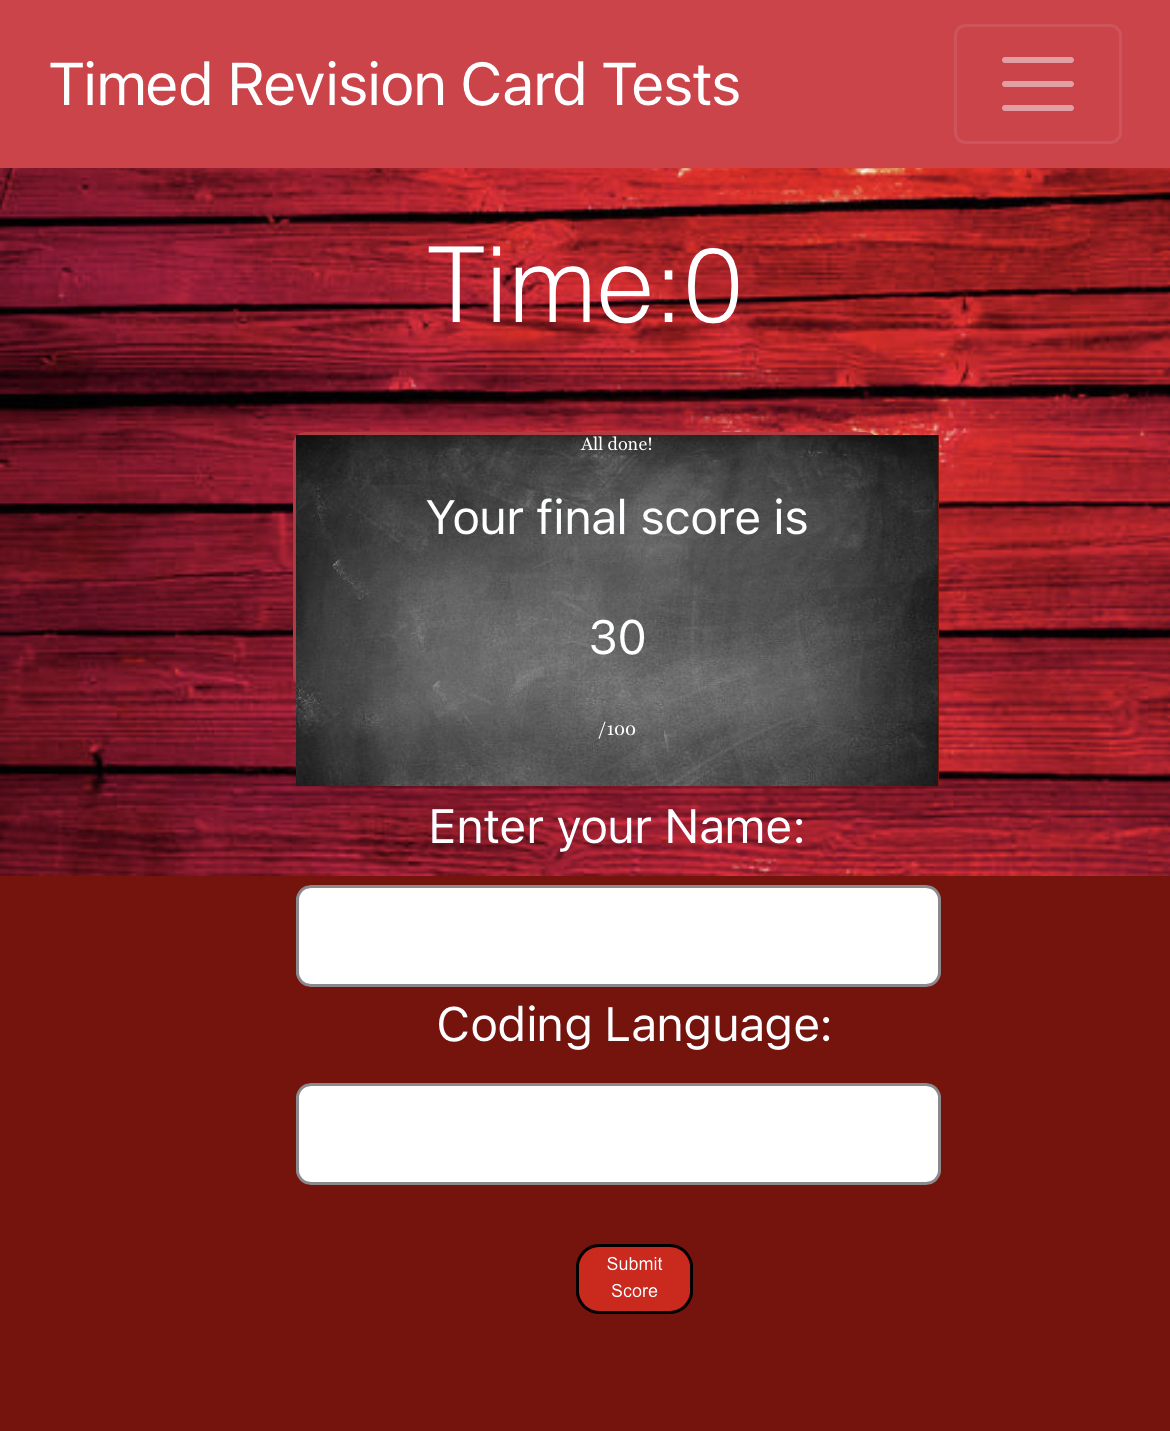 Timed Revision Card Tests
Time:0
All done!
Your final score is
30
/100
Enter your Name:
Coding Language:
Submit
Score